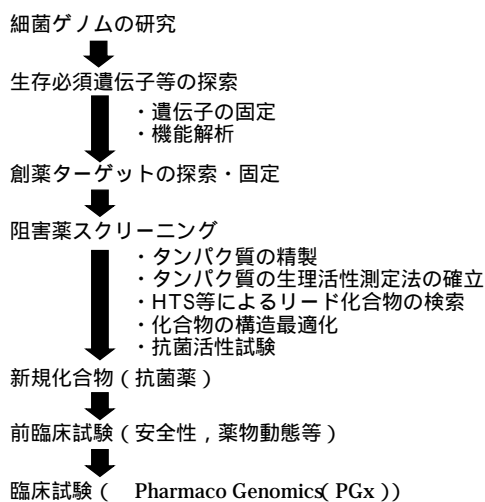 細菌ゲノムの研究
生存必須遺伝子等の探索
・遺伝子の固定
・機能解析
創薬ターゲットの探索・固定
阻害薬スクリーニング
・タンパク質の精製
・タンパク質の生理活性測定法の確立
・HTS等によるリード化合物の検索
・化合物の構造最適化
・抗菌活性試験
新規化合物（抗菌薬）
前臨床試験（安全性，薬物動態等）
臨床試験（　Pharmaco Genomics( PGx ））